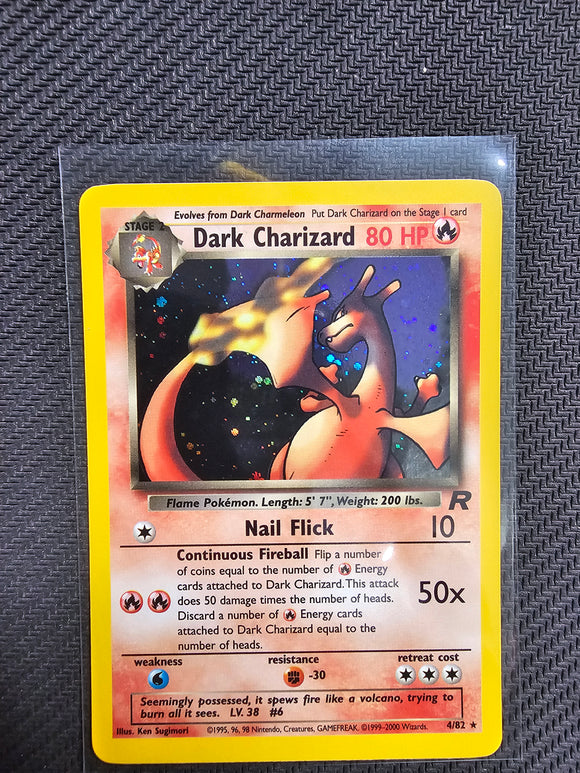 Evolves from Dark Charmeleon Put Dark Charizard on the Stage 1 card
STAGE 2
Dark Charizard 80 HP
Flame Pokémon. Length: 5' 7", Weight: 200 lbs.
R
Nail Flick 10
Continuous Fireball Flip a number
of coins equal to the number of Energy
cards attached to Dark Charizard. This attack
does 50 damage times the number of heads.
Discard a number of Energy cards
attached to Dark Charizard equal to the
number of heads.
50x
weakness resistance retreat cost
-30
Seemingly possessed, it spews fire like a volcano, trying to
burn all it sees. LV. 38 #6
Illus. Ken Sugimori ©1995, 96, 98 Nintendo, Creatures, GAMEFREAK. ©1999-2000 Wizards. 4/82 ★